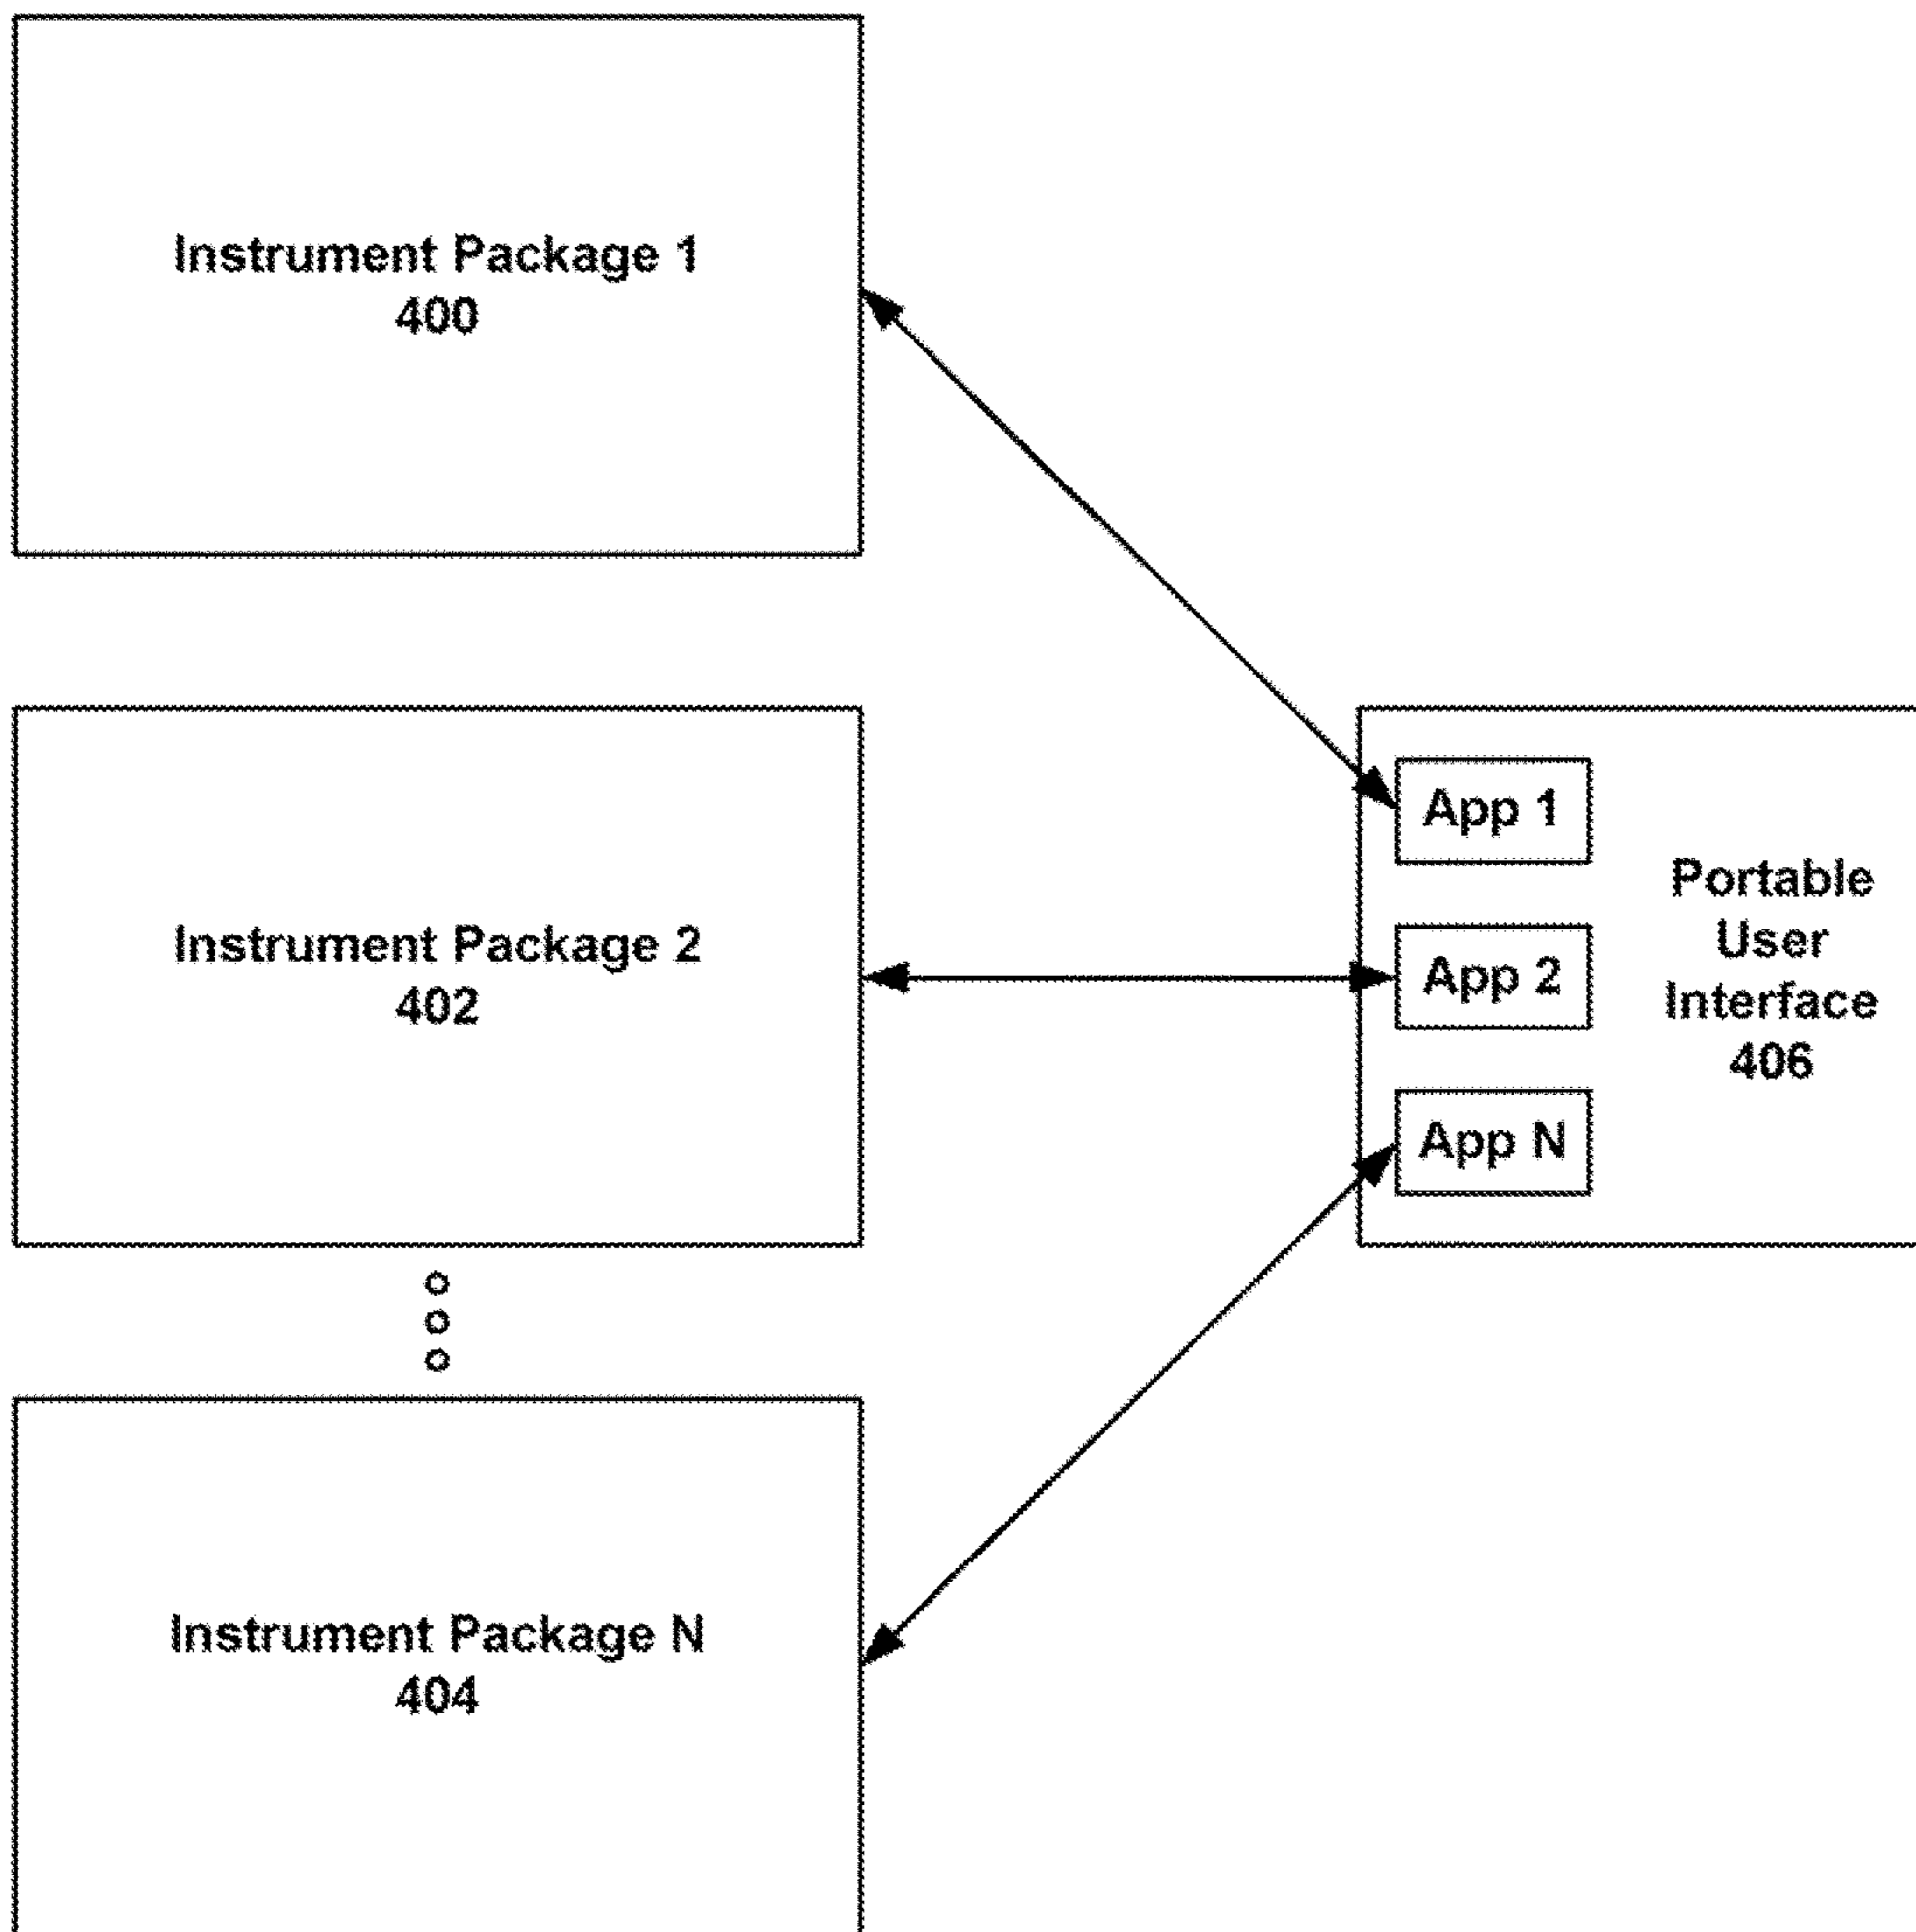 Instrument Package 1
400
Instrument Package 2
402
App 1
App 2
App N
Portable
User
Interface
406
Instrument Package N
404